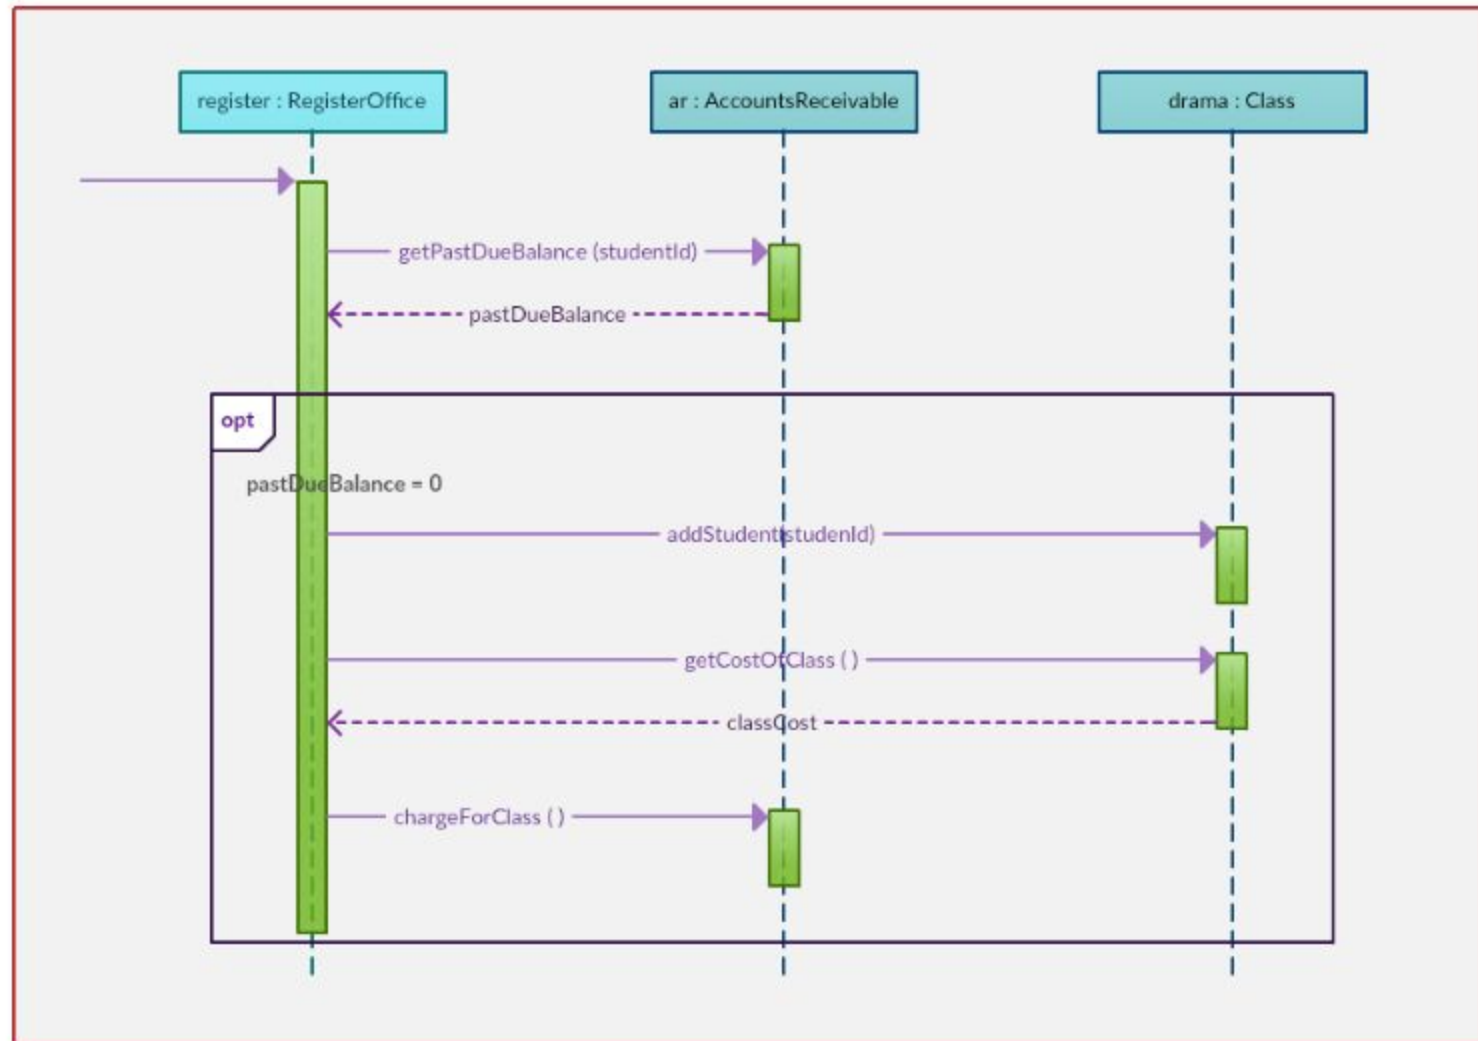 register : RegisterOffice
ar : AccountsReceivable
drama : Class
getPastDueBalance (studentId)
pastDueBalance
opt
pastDueBalance = 0
addStudent(studenId)
getCostOfClass ( )
classCost
chargeForClass ( )